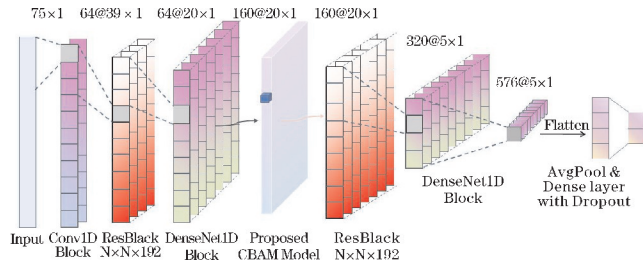 75×1
64@39×1
64@20×1
160@20×1
160@20×1
320@5×1
576@5×1
Flatten
AvgPool &
Dense layer
with Dropout
DenseNet1D
Block
Input
Conv1D
Block
ResBlack
N×N×192
DenseNet1D
Block
Proposed
CBAM Model
ResBlack
N×N×192